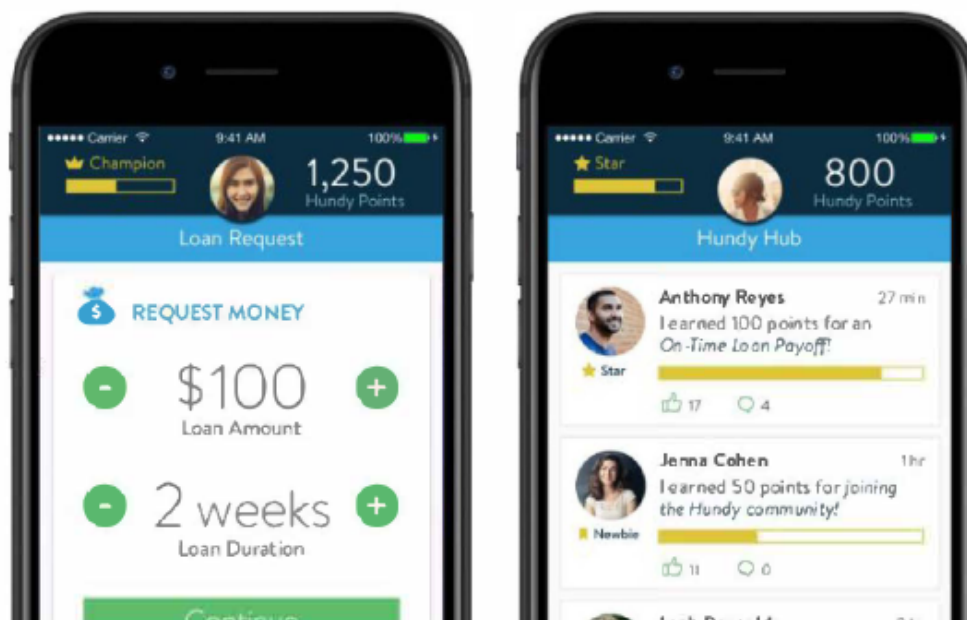 Carrier
9:41 AM
100%
Champion
1,250
Hundy Points
Loan Request
$
REQUEST MONEY
-
$100
+
Loan Amount
-
2 weeks
+
Loan Duration
Continue
Carrier
9:41 AM
100%
Star
800
Hundy Points
Hundy Hub
Anthony Reyes
27 min
I earned 100 points for an
On-Time Loan Payoff!
Star
17
4
Jenna Cohen
1 hr
I earned 50 points for joining
the Hundy community!
Newbie
11
0